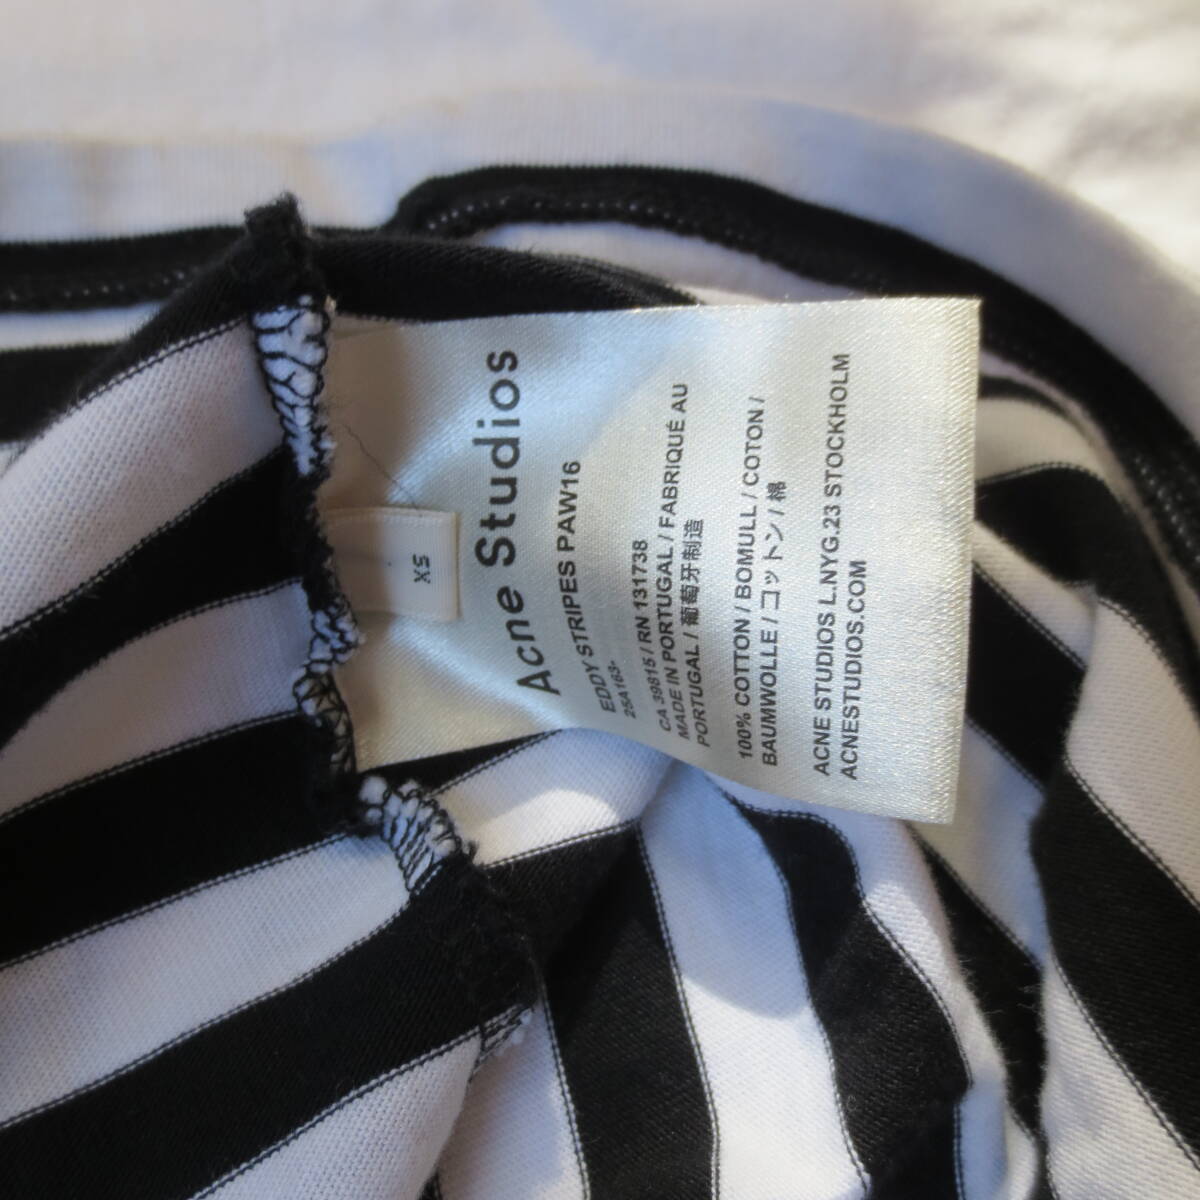 Acne Studios
EDDY STRIPES PAW16
25A163-
CA 39815 / RN 131738
MADE IN PORTUGAL / FABRIQUÉ AU
PORTUGAL / 葡萄牙制造
100% COTTON / BOMULL / COTON /
BAUMWOLLE / コットン / 棉
ACNE STUDIOS L.NYG.23 STOCKHOLM
ACNESTUDIOS.COM
XS